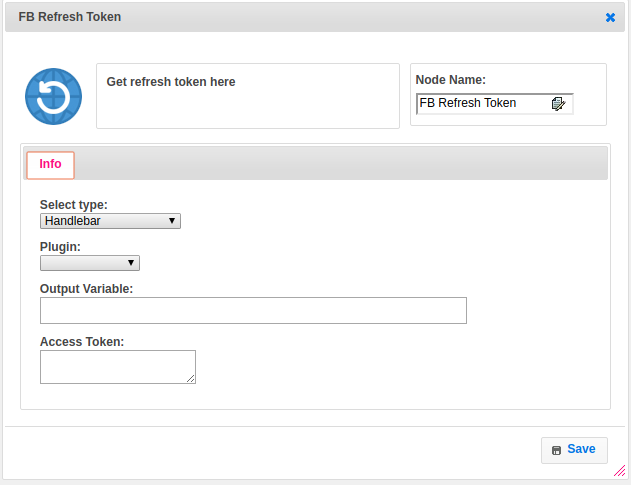 FB Refresh Token
Get refresh token here
Node Name:
FB Refresh Token
Info
Select type:
Handlebar
Plugin:
Output Variable:
Access Token:
Save